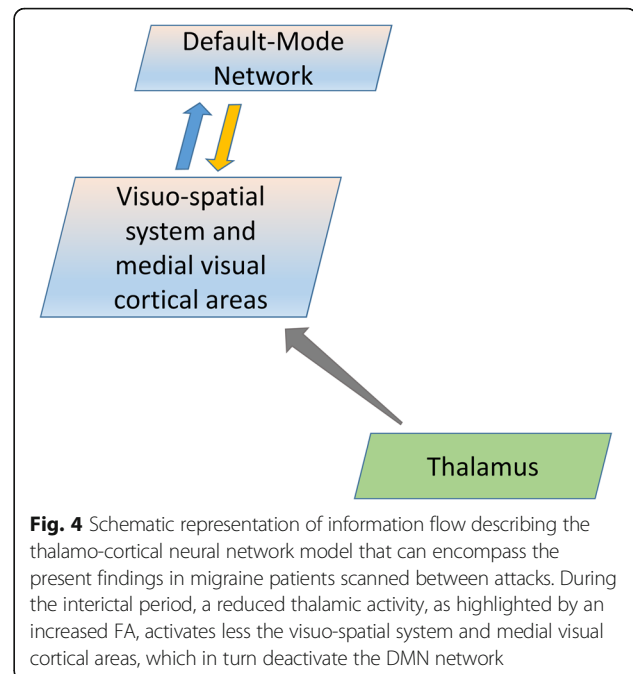 Default-Mode
Network
Visuo-spatial
system and
medial visual
cortical areas
Thalamus
Fig. 4 Schematic representation of information flow describing the
thalamo-cortical neural network model that can encompass the
present findings in migraine patients scanned between attacks. During
the interictal period, a reduced thalamic activity, as highlighted by an
increased FA, activates less the visuo-spatial system and medial visual
cortical areas, which in turn deactivate the DMN network